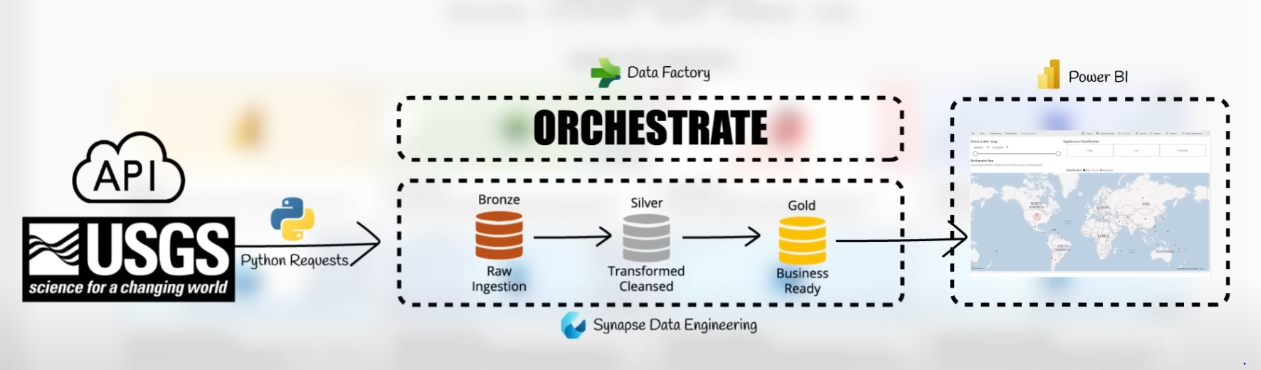 Data Factory
Power BI
ORCHESTRATE
API
USGS
science for a changing world
Python Requests
Bronze
Raw
Ingestion
Silver
Transformed
Cleansed
Gold
Business
Ready
Synapse Data Engineering